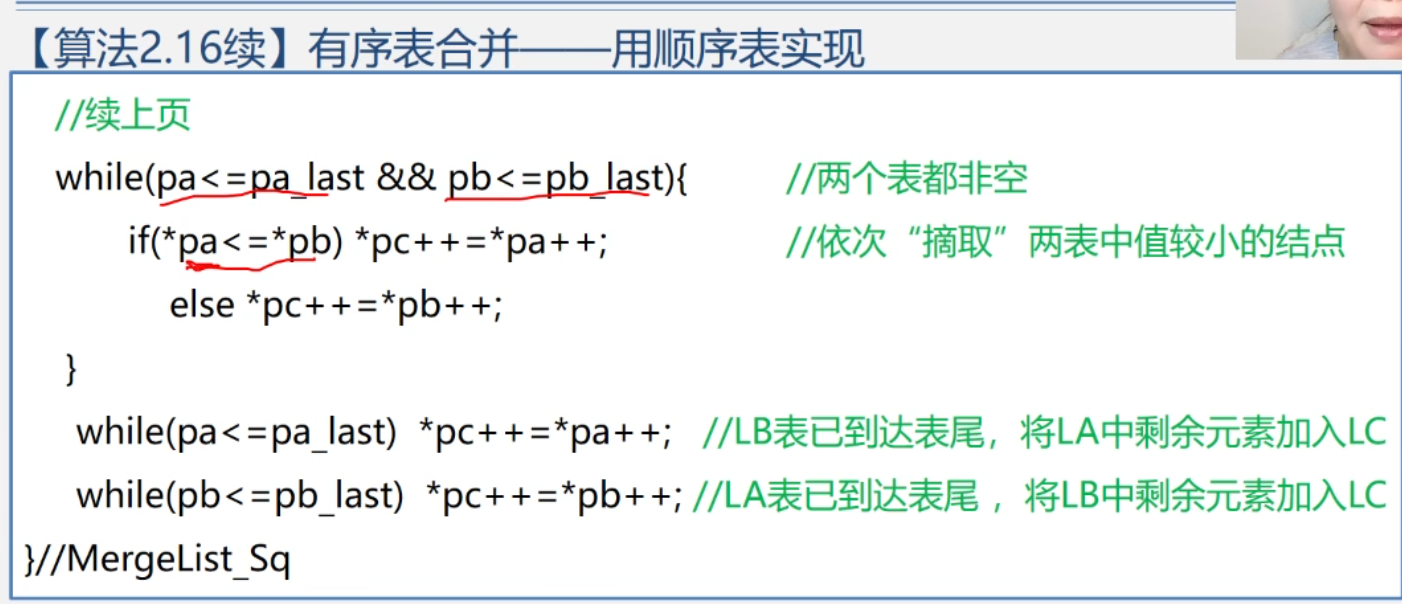 【算法2.16续】有序表合并——用顺序表实现
//续上页
while(pa<=pa_last && pb<=pb_last){ //两个表都非空
if(*pa<=*pb) *pc++=*pa++; //依次“摘取”两表中值较小的结点
else *pc++=*pb++;
}
while(pa<=pa_last) *pc++=*pa++; //LB表已到达表尾，将LA中剩余元素加入LC
while(pb<=pb_last) *pc++=*pb++; //LA表已到达表尾 ，将LB中剩余元素加入LC
}//MergeList_Sq